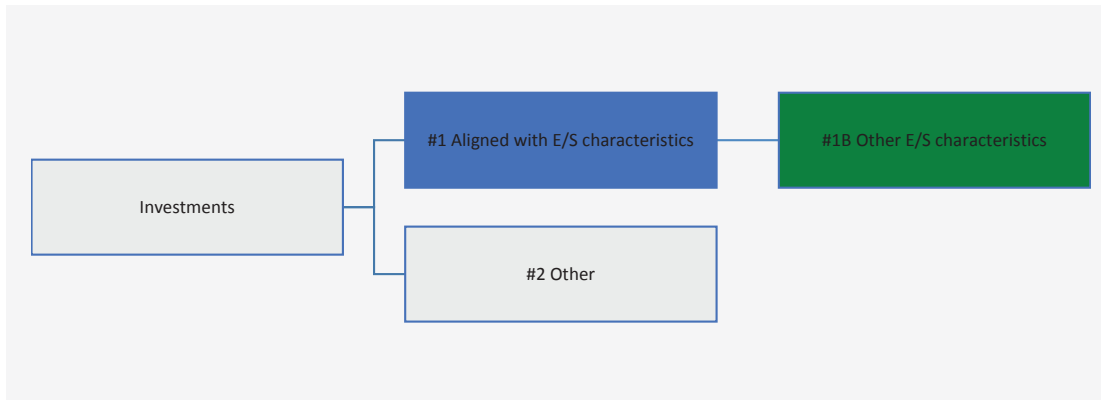 #1 Aligned with E/S characteristics
#1B Other E/S characteristics
Investments
#2 Other